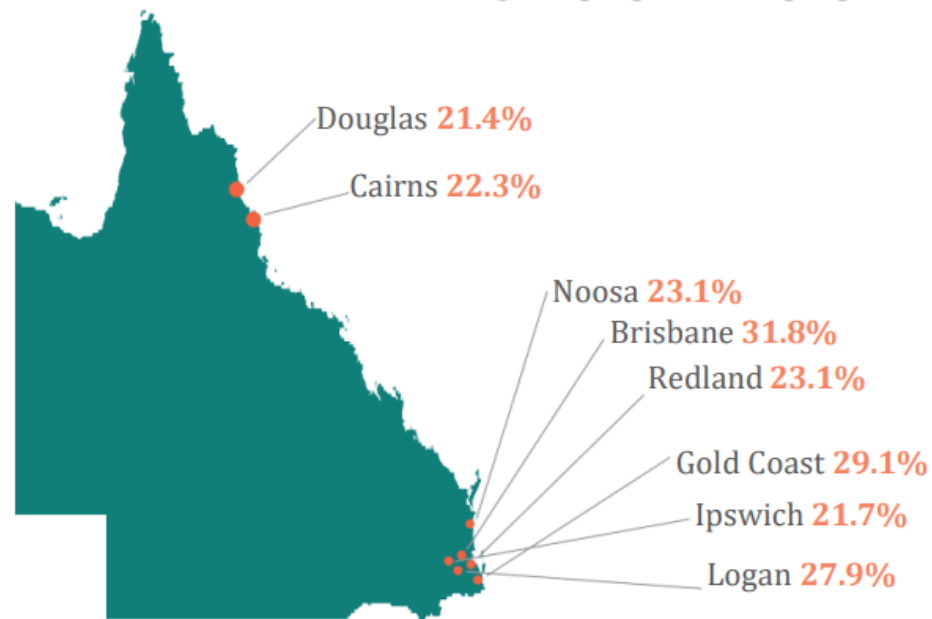 Douglas 21.4%
Cairns 22.3%
Noosa 23.1%
Brisbane 31.8%
Redland 23.1%
Gold Coast 29.1%
Ipswich 21.7%
Logan 27.9%